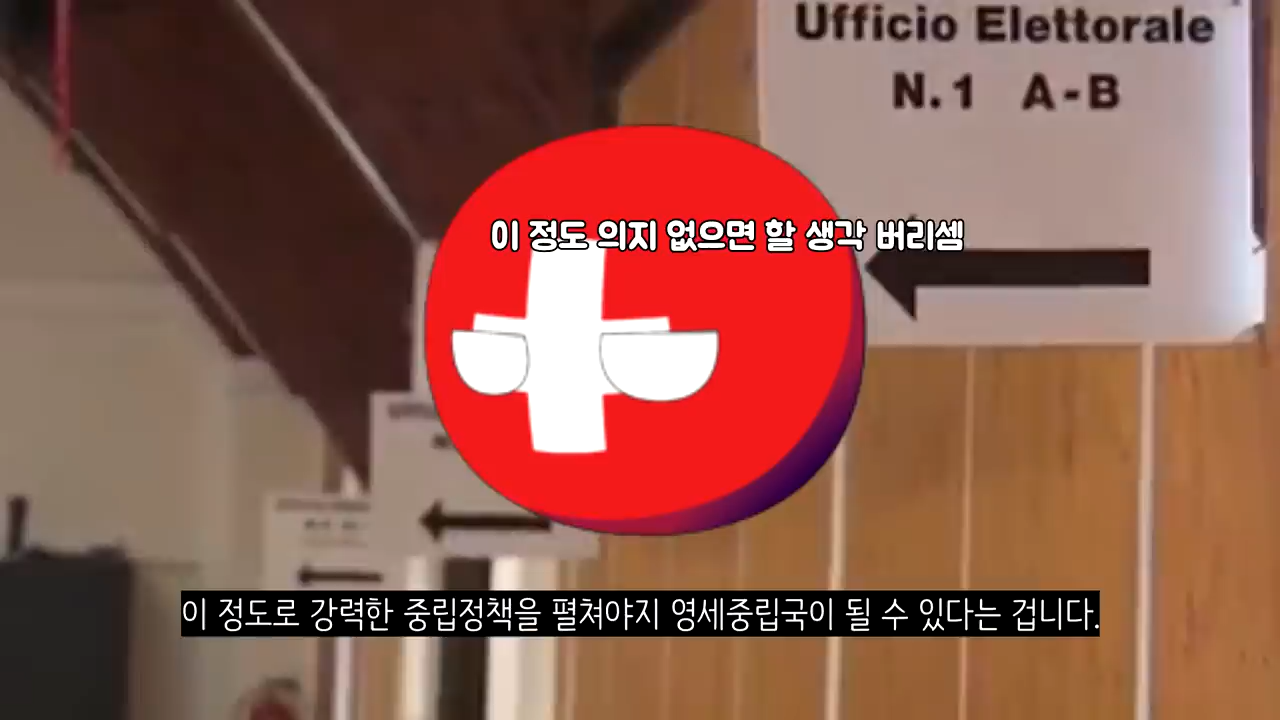 Ufficio Elettorale
N.1 A-B
이 정도 의지 없으면 할 생각 버리셈
이 정도로 강력한 중립정책을 펼쳐야지 영세중립국이 될 수 있다는 겁니다.